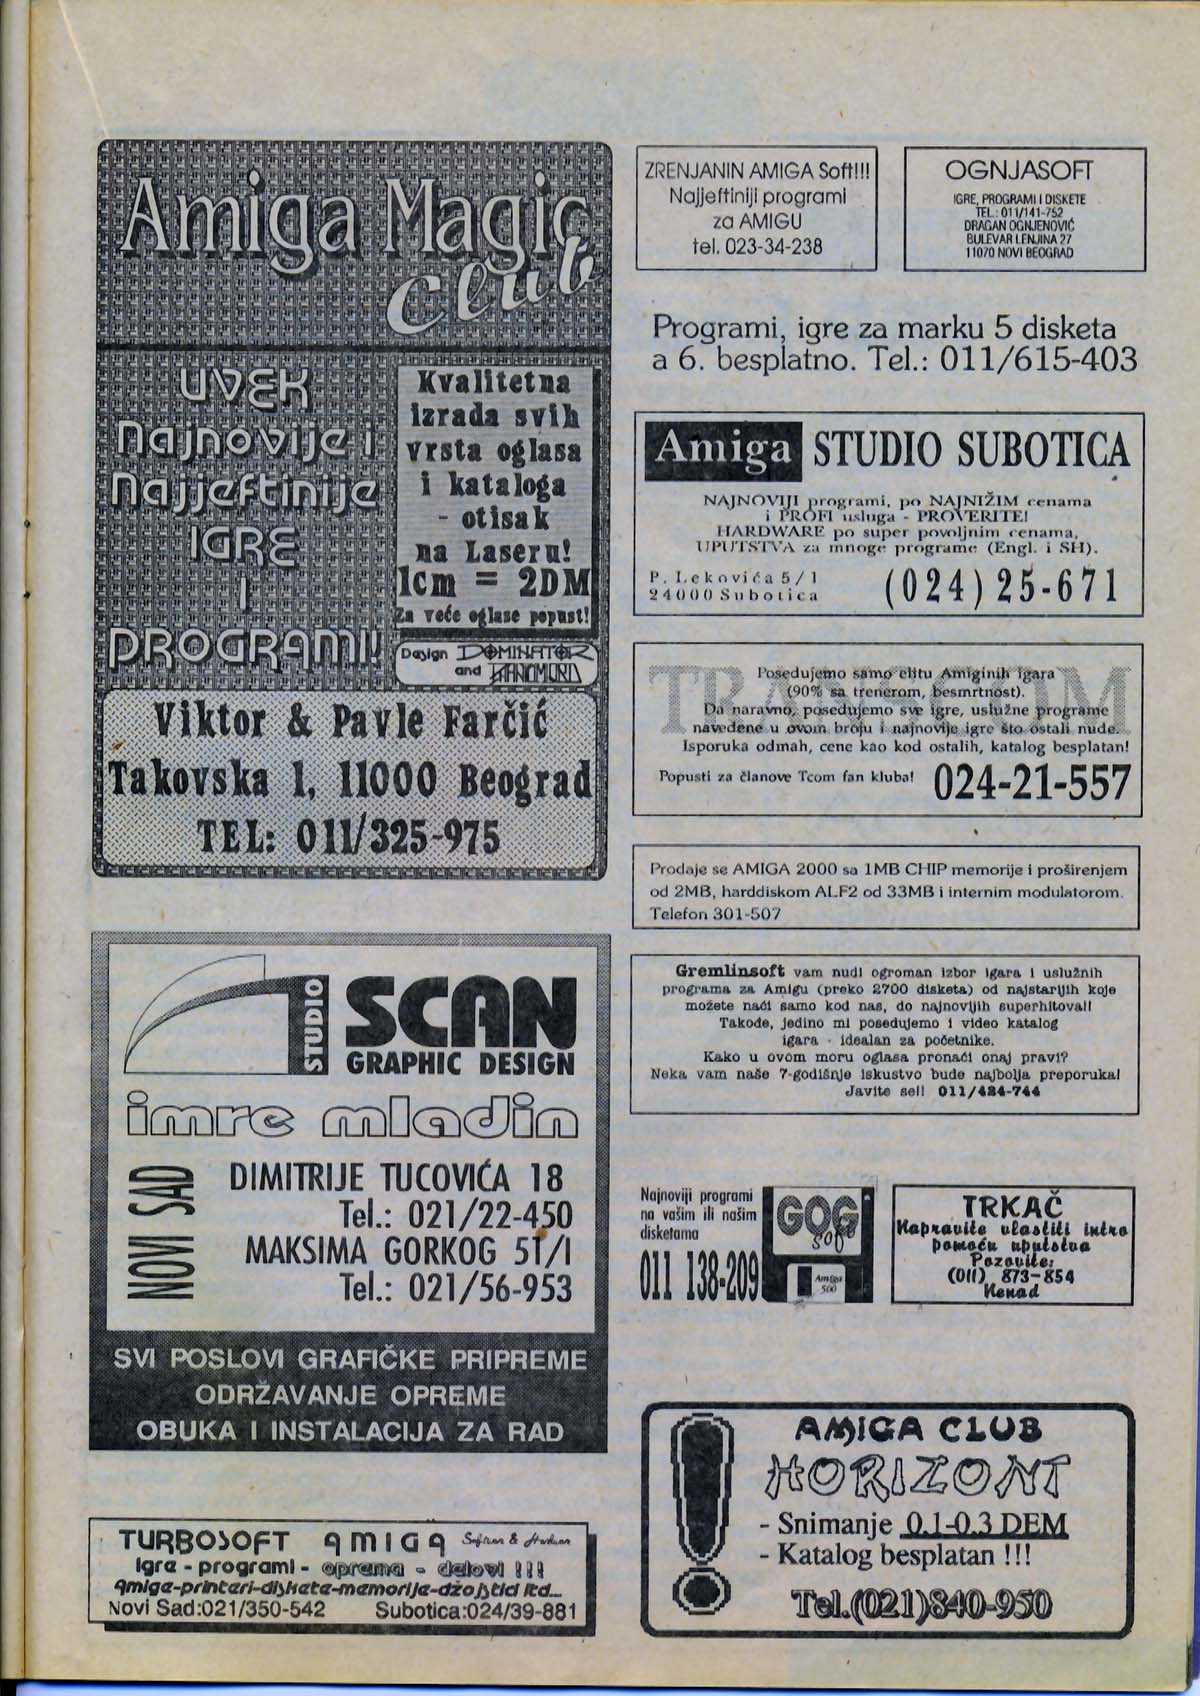 Amiga Magic
Club
UVEK
Najnovije i
Najjeftinije
IGRE
I
PROGRAMI!
Kvalitetna
izrada svih
vrsta oglasa
i kataloga
- otisak
na Laseru!
1cm = 2DM
Za veće oglase popust!
Design DOMINATOR
and
Viktor & Pavle Farčić
Takovska 1, 11000 Beograd
TEL: 011/325-975
STUDIO
SCAN
GRAPHIC DESIGN
imre mladin
NOVI SAD
DIMITRIJE TUCOVIĆA 18
Tel.: 021/22-450
MAKSIMA GORKOG 51/I
Tel.: 021/56-953
SVI POSLOVI GRAFIČKE PRIPREME
ODRŽAVANJE OPREME
OBUKA I INSTALACIJA ZA RAD
TURBOSOFT AMIGA Softver & Hardver
Igre - programi - oprema - delovi !!!
Amige-printeri-diskete-memorije-džojstici itd...
Novi Sad:021/350-542 Subotica:024/39-881
ZRENJANIN AMIGA Soft!!!
Najjeftiniji programi
za AMIGU
tel. 023-34-238
OGNJASOFT
IGRE, PROGRAMI I DISKETE
TEL.: 011/141-752
DRAGAN OGNJENOVIĆ
BULEVAR LENJINA 27
11070 NOVI BEOGRAD
Programi, igre za marku 5 disketa
a 6. besplatno. Tel.: 011/615-403
Amiga STUDIO SUBOTICA
NAJNOVIJI programi, po NAJNIŽIM cenama
i PROFI usluga - PROVERITE!
HARDWARE po super povoljnim cenama,
UPUTSTVA za mnoge programe (Engl. i SH).
P. Lekovića 5/1
24000 Subotica
(024) 25-671
Posedujemo samo elitu Amiginih igara
(90% sa trenerom, besmrtnost).
Da naravno, posedujemo sve igre, uslužne programe
navedene u ovom broju i najnovije igre što ostali nude.
Isporuka odmah, cene kao kod ostalih, katalog besplatan!
Popusti za članove Tcom fan kluba! 024-21-557
Prodaje se AMIGA 2000 sa 1MB CHIP memorije i proširenjem
od 2MB, harddiskom ALF2 od 33MB i internim modulatorom.
Telefon 301-507
Gremlinsoft vam nudi ogroman izbor igara i uslužnih
programa za Amigu (preko 2700 disketa) od najstarijih koje
možete naći samo kod nas, do najnovijih superhitova!!
Takođe, jedino mi posedujemo i video katalog
igara - idealan za početnike.
Kako u ovom moru oglasa pronaći onaj pravi?
Neka vam naše 7-godišnje iskustvo bude najbolja preporuka!
Javite se!! 011/424-744
Najnoviji programi
na vašim ili našim
disketama
011 138-209
GOG
soft
Amiga
500
TRKAČ
Napravite vlastiti intro
pomoću uputstva
Pozovite:
(011) 873-854
Nenad
AMIGA CLUB
HORIZONT
- Snimanje 0.1-0.3 DEM
- Katalog besplatan !!!
Tel.(021)840-950